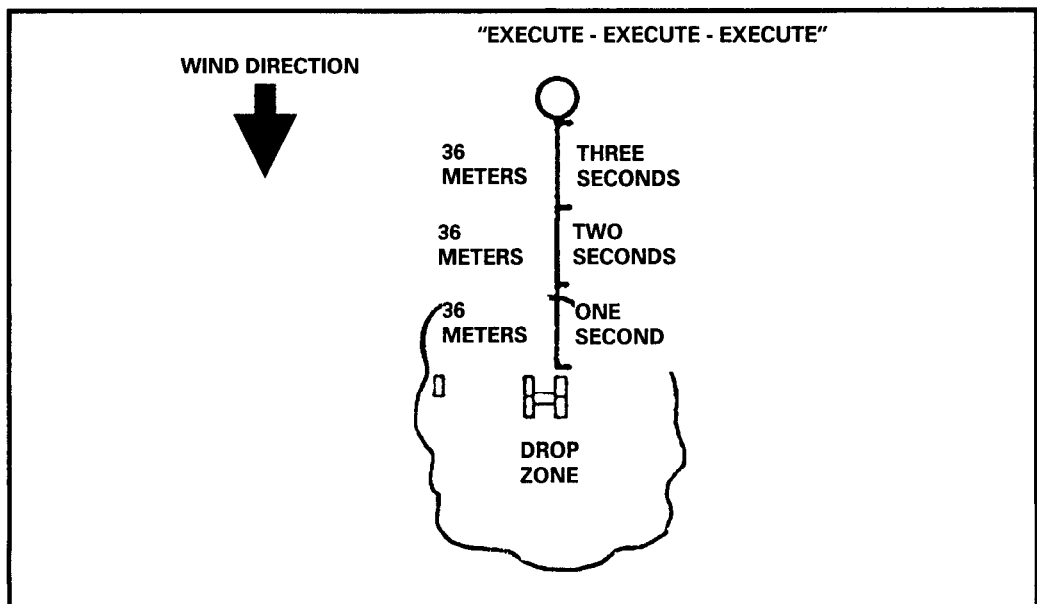 "EXECUTE - EXECUTE - EXECUTE"
WIND DIRECTION
36
METERS
THREE
SECONDS
36
METERS
TWO
SECONDS
36
METERS
ONE
SECOND
DROP
ZONE